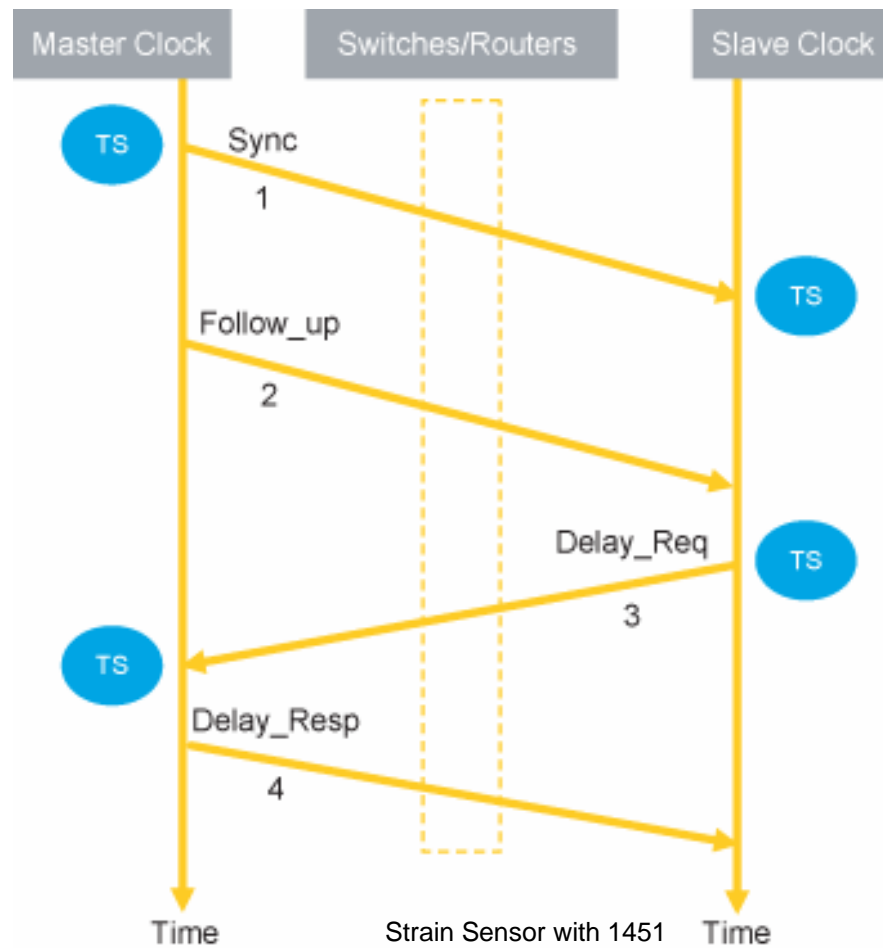 Master Clock Switches/Routers Slave Clock
TS
Sync
1
TS
Follow_up
2
Delay_Req
TS
3
TS
Delay_Resp
4
Time Strain Sensor with 1451 Time